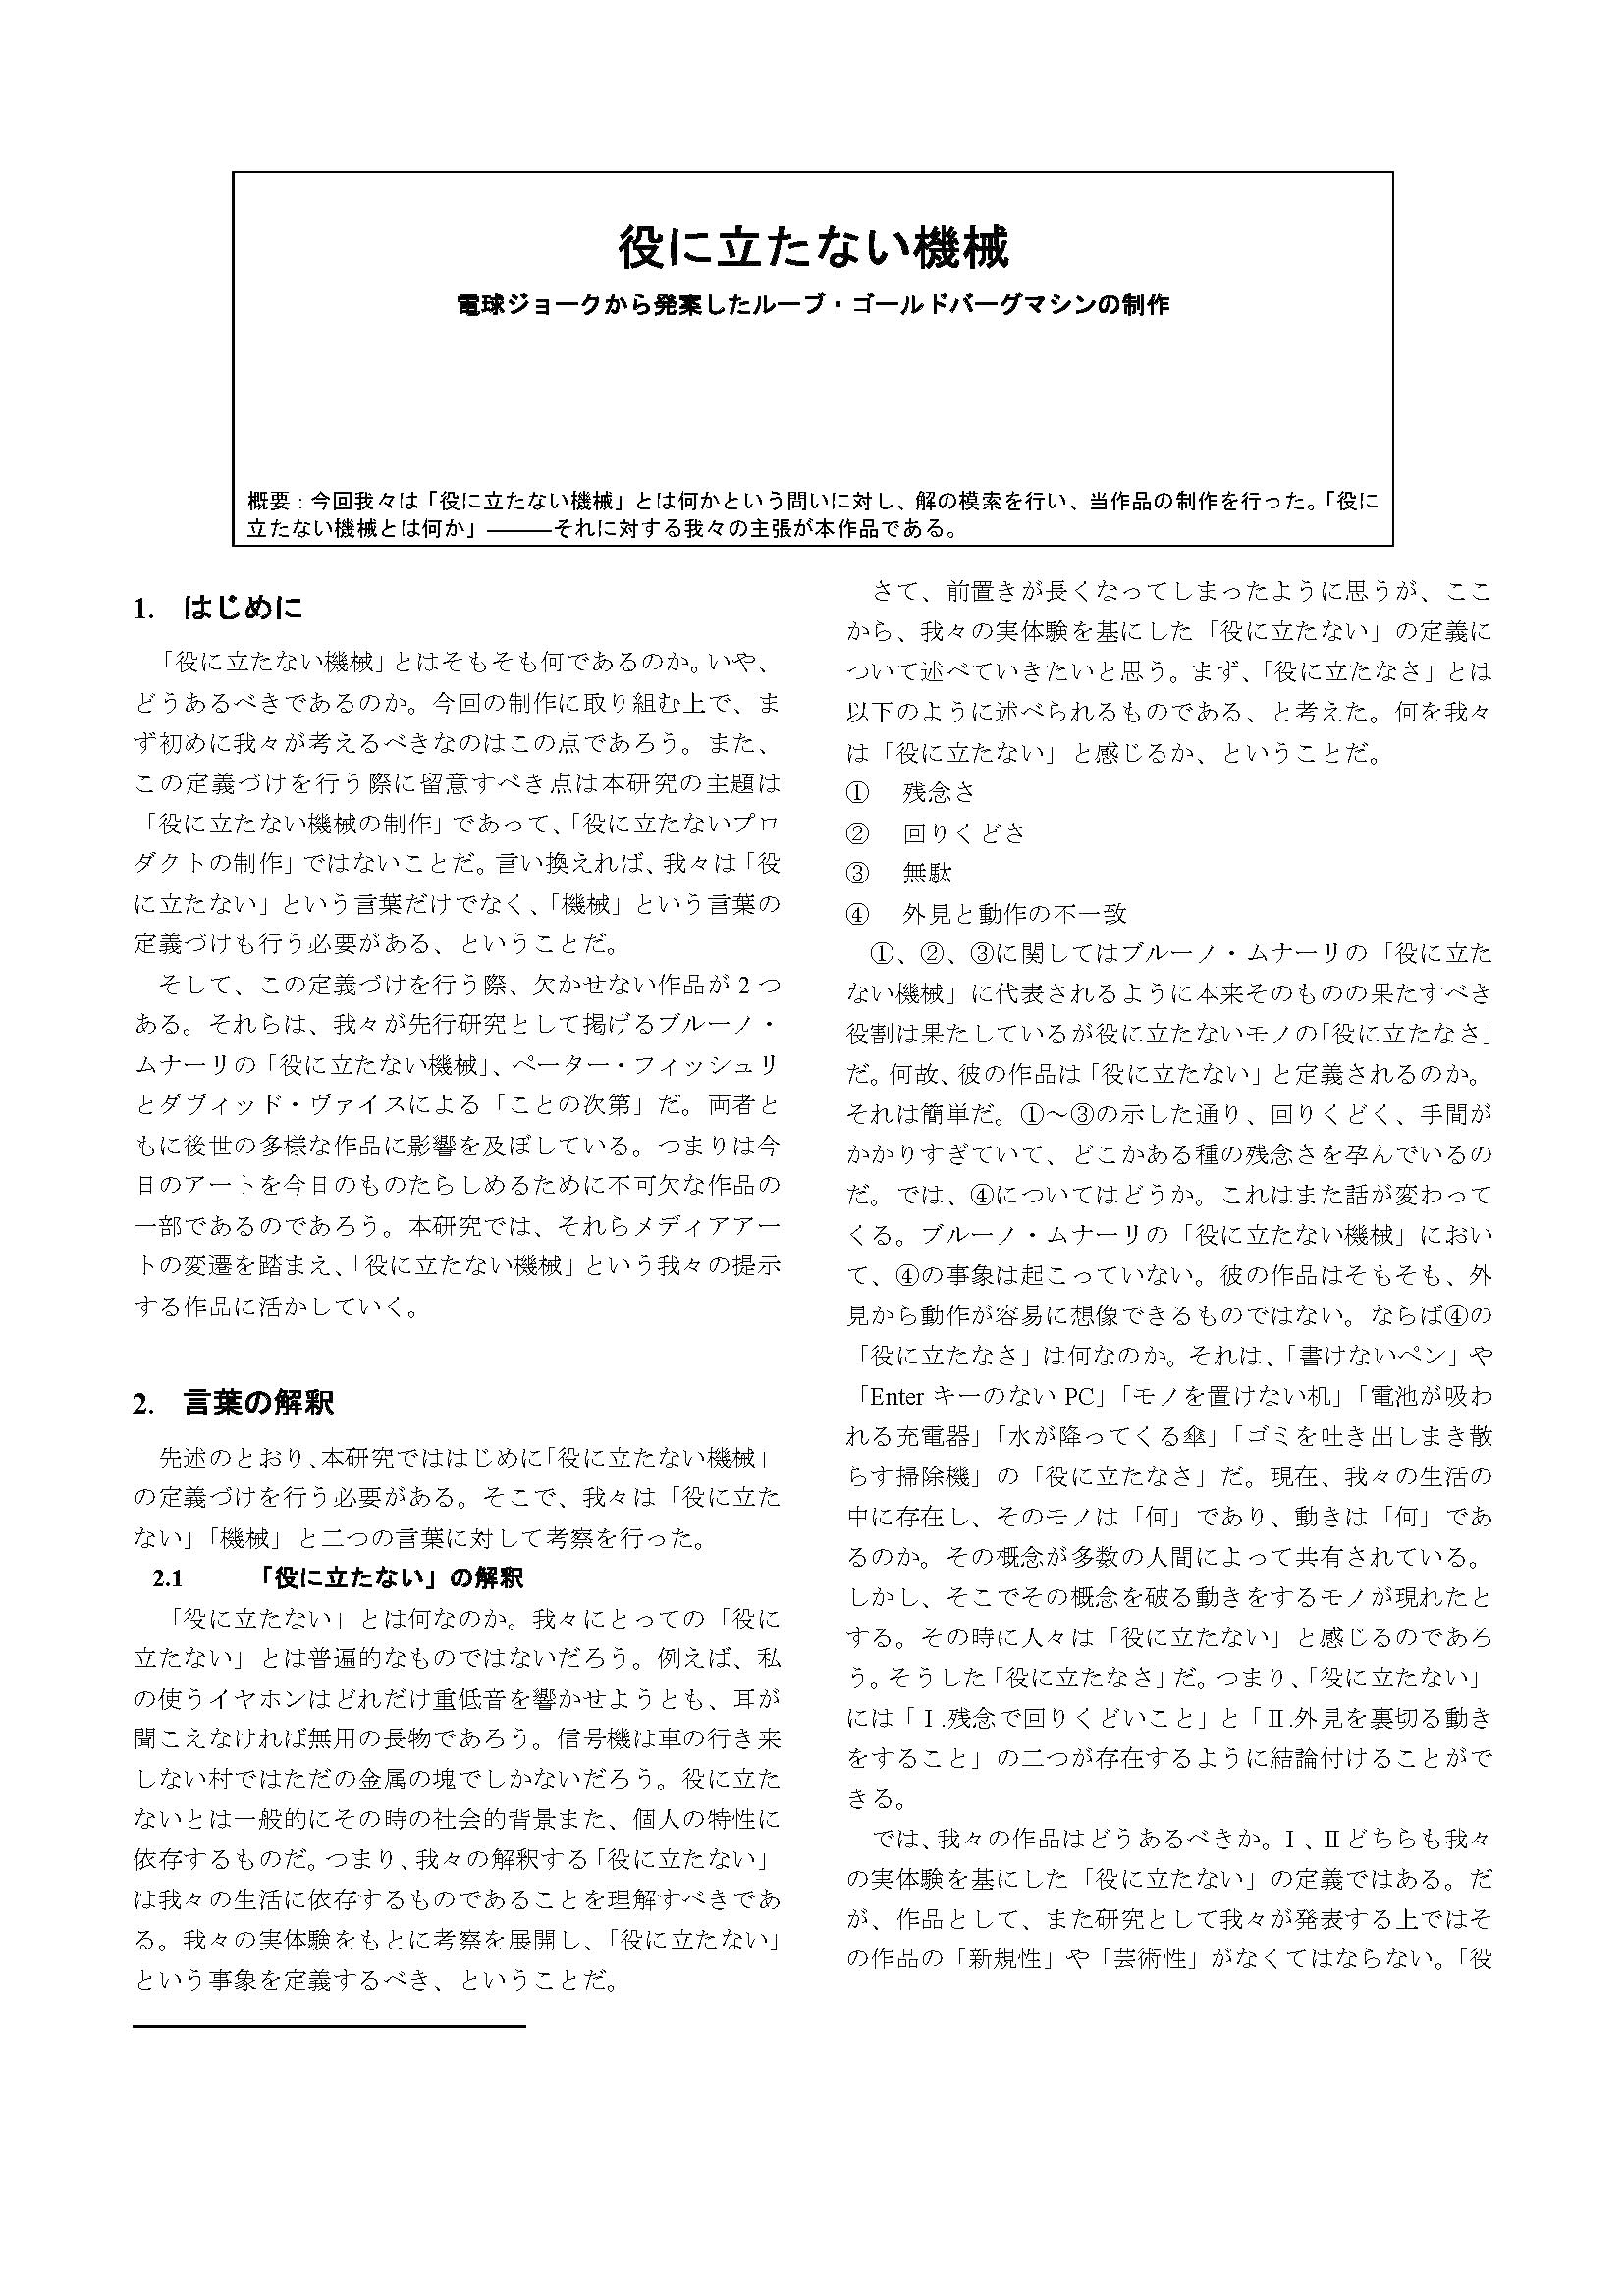 役に立たない機械
電球ジョークから発案したルーブ・ゴールドバーグマシンの制作
概要：今回我々は「役に立たない機械」とは何かという問いに対し、解の模索を行い、当作品の制作を行った。「役に
立たない機械とは何か」―――それに対する我々の主張が本作品である。
1. はじめに
「役に立たない機械」とはそもそも何であるのか。いや、
どうあるべきであるのか。今回の制作に取り組む上で、ま
ず初めに我々が考えるべきなのはこの点であろう。また、
この定義づけを行う際に留意すべき点は本研究の主題は
「役に立たない機械の制作」であって、「役に立たないプロ
ダクトの制作」ではないことだ。言い換えれば、我々は「役
に立たない」という言葉だけでなく、「機械」という言葉の
定義づけも行う必要がある、ということだ。
そして、この定義づけを行う際、欠かせない作品が 2 つ
ある。それらは、我々が先行研究として掲げるブルーノ・
ムナーリの「役に立たない機械」、ペーター・フィッシュリ
とダヴィッド・ヴァイスによる「ことの次第」だ。両者と
もに後世の多様な作品に影響を及ぼしている。つまりは今
日のアートを今日のものたらしめるために不可欠な作品の
一部であるのであろう。本研究では、それらメディアアー
トの変遷を踏まえ、「役に立たない機械」という我々の提示
する作品に活かしていく。
2. 言葉の解釈
先述のとおり、本研究でははじめに「役に立たない機械」
の定義づけを行う必要がある。そこで、我々は「役に立た
ない」「機械」と二つの言葉に対して考察を行った。
2.1 「役に立たない」の解釈
「役に立たない」とは何なのか。我々にとっての「役に
立たない」とは普遍的なものではないだろう。例えば、私
の使うイヤホンはどれだけ重低音を響かせようとも、耳が
聞こえなければ無用の長物であろう。信号機は車の行き来
しない村ではただの金属の塊でしかないだろう。役に立た
ないとは一般的にその時の社会的背景また、個人の特性に
依存するものだ。つまり、我々の解釈する「役に立たない」
は我々の生活に依存するものであることを理解すべきであ
る。我々の実体験をもとに考察を展開し、「役に立たない」
という事象を定義するべき、ということだ。
さて、前置きが長くなってしまったように思うが、ここ
から、我々の実体験を基にした「役に立たない」の定義に
ついて述べていきたいと思う。まず、「役に立たなさ」とは
以下のように述べられるものである、と考えた。何を我々
は「役に立たない」と感じるか、ということだ。
① 残念さ
② 回りくどさ
③ 無駄
④ 外見と動作の不一致
①、②、③に関してはブルーノ・ムナーリの「役に立た
ない機械」に代表されるように本来そのものの果たすべき
役割は果たしているが役に立たないモノの「役に立たなさ」
だ。何故、彼の作品は「役に立たない」と定義されるのか。
それは簡単だ。①～③の示した通り、回りくどく、手間が
かかりすぎていて、どこかある種の残念さを孕んでいるの
だ。では、④についてはどうか。これはまた話が変わって
くる。ブルーノ・ムナーリの「役に立たない機械」におい
て、④の事象は起こっていない。彼の作品はそもそも、外
見から動作が容易に想像できるものではない。ならば④の
「役に立たなさ」は何なのか。それは、「書けないペン」や
「Enter キーのない PC」「モノを置けない机」「電池が吸わ
れる充電器」「水が降ってくる傘」「ゴミを吐き出しまき散
らす掃除機」の「役に立たなさ」だ。現在、我々の生活の
中に存在し、そのモノは「何」であり、動きは「何」であ
るのか。その概念が多数の人間によって共有されている。
しかし、そこでその概念を破る動きをするモノが現れたと
する。その時に人々は「役に立たない」と感じるのであろ
う。そうした「役に立たなさ」だ。つまり、「役に立たない」
には「Ⅰ.残念で回りくどいこと」と「Ⅱ.外見を裏切る動き
をすること」の二つが存在するように結論付けることがで
きる。
では、我々の作品はどうあるべきか。Ⅰ、Ⅱどちらも我々
の実体験を基にした「役に立たない」の定義ではある。だ
が、作品として、また研究として我々が発表する上ではそ
の作品の「新規性」や「芸術性」がなくてはならない。「役